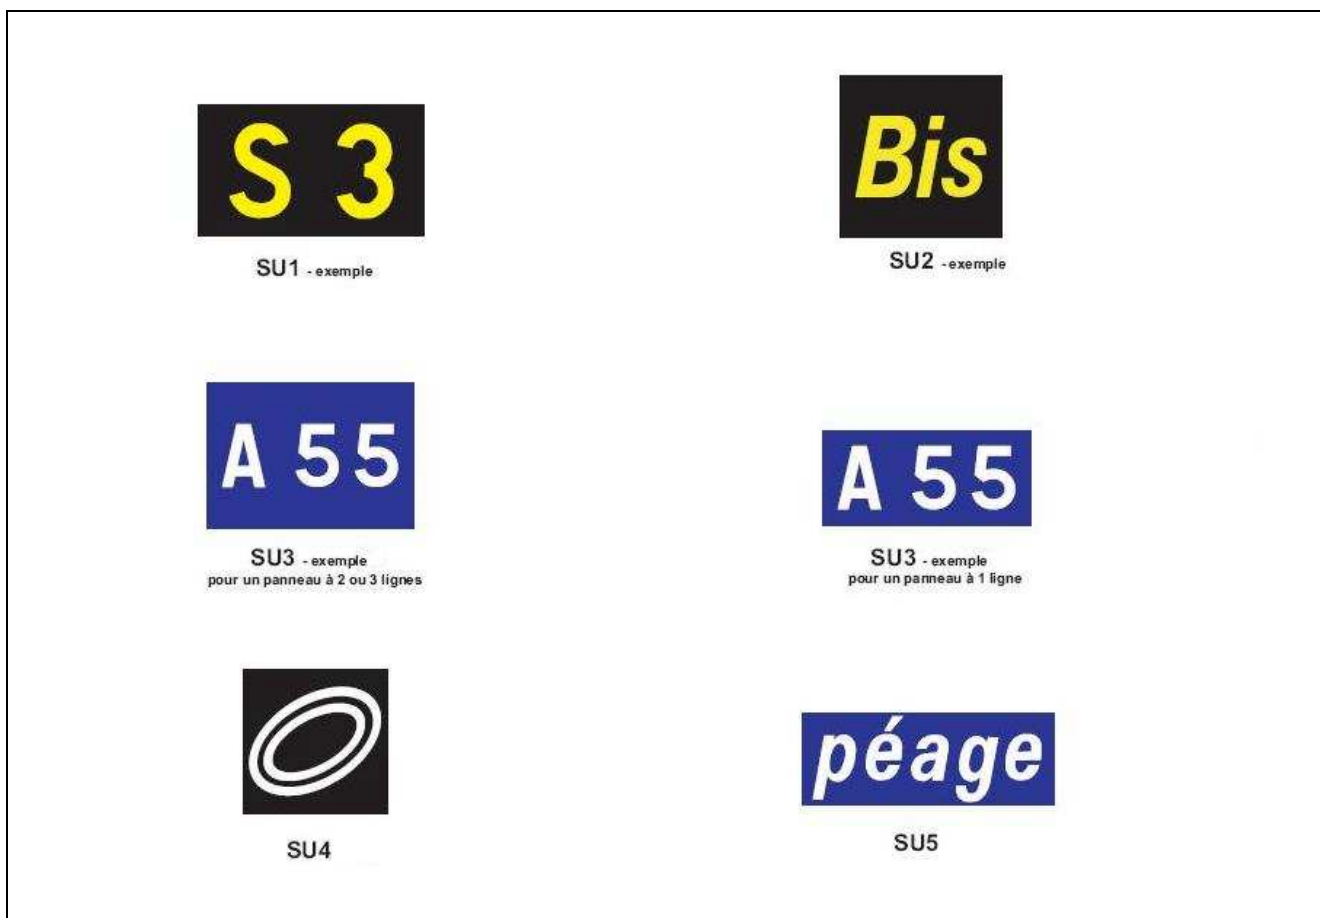 S 3
SU1 - exemple
Bis
SU2 - exemple
A 55
SU3 - exemple
pour un panneau à 2 ou 3 lignes
A 55
SU3 - exemple
pour un panneau à 1 ligne
SU4
péage
SU5